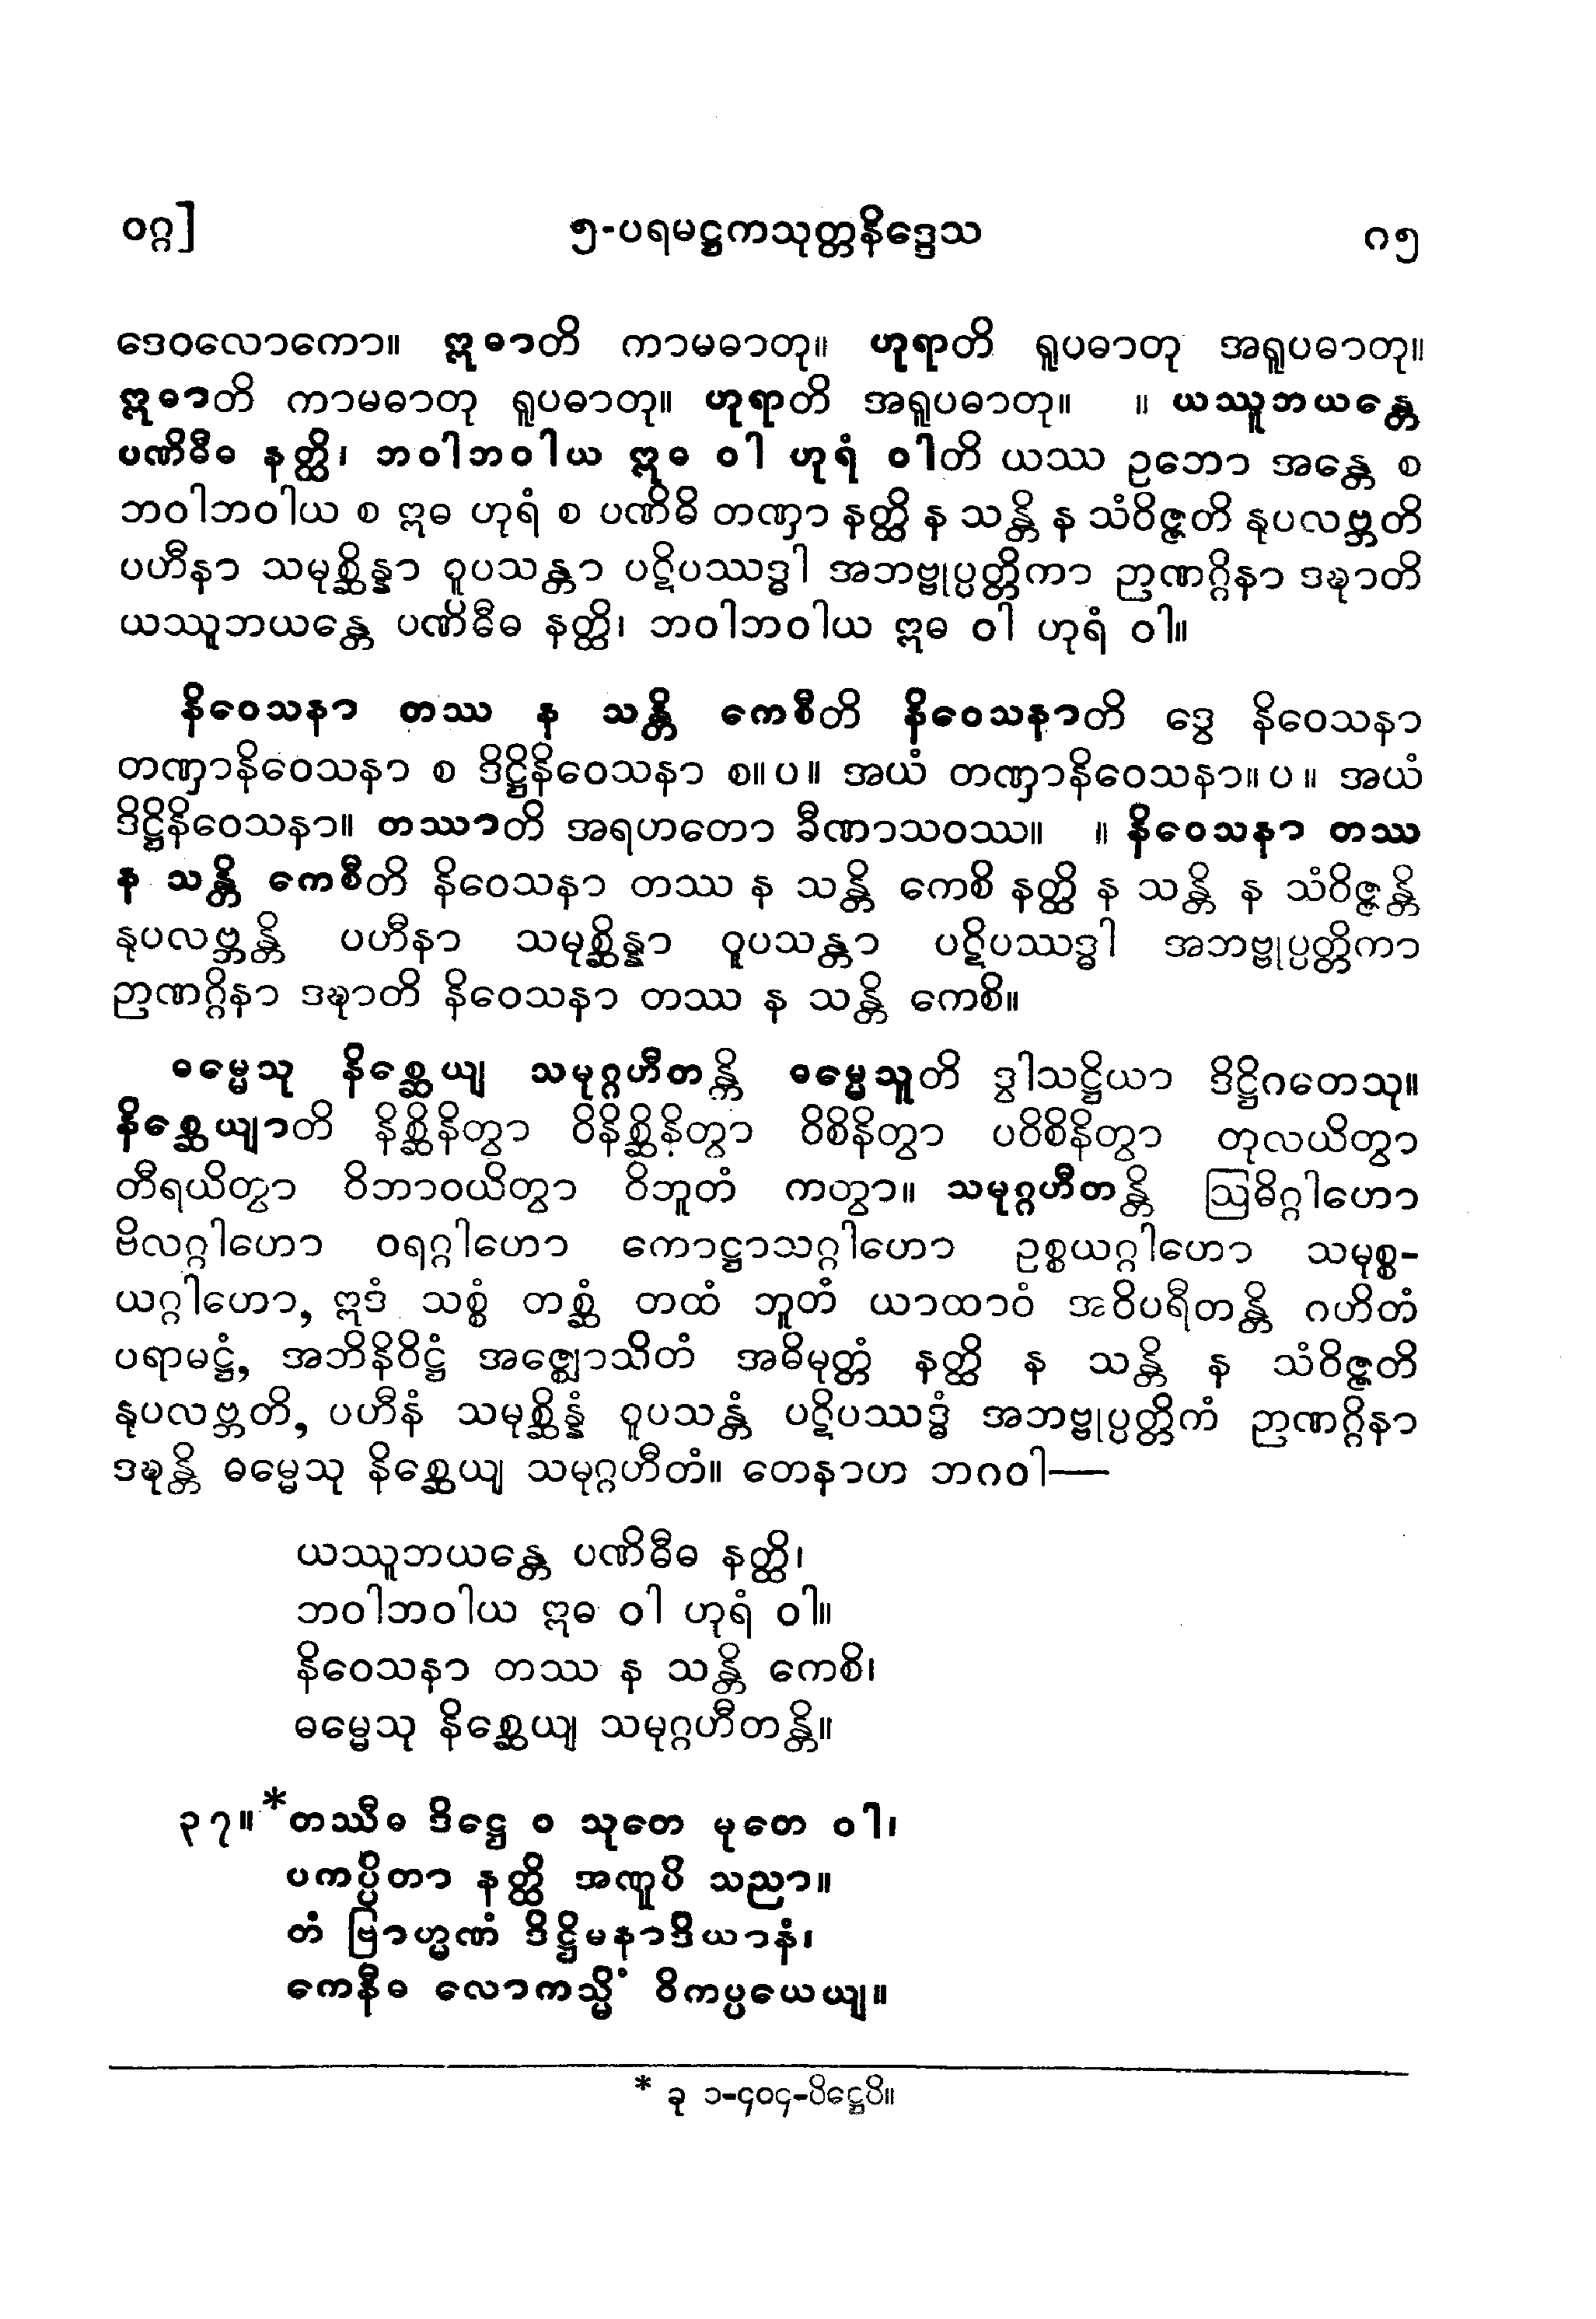 ဝဂ္ဂ] ၅-ပရမဋ္ဌကသုတ္တနိဒ္ဒေသ ဂ၅
ဒေဝလောကော။ ဣဓာတိ ကာမဓာတု။ ဟုရာတိ ရူပဓာတု အရူပဓာတု။
ဣဓာတိ ကာမဓာတု ရူပဓာတု။ ဟုရာတိ အရူပဓာတု။ ။ ယဿူဘယန္တေ
ပဏိဓီဓ နတ္ထိ၊ ဘဝါဘဝါယ ဣဓ ဝါ ဟုရံ ဝါတိ ယဿ ဥဘော အန္တေ စ
ဘဝါဘဝါယ စ ဣဓ ဟုရံ စ ပဏိဓိ တဏှာ နတ္ထိ န သန္တိ န သံဝိဇ္ဇတိ နုပလဗ္ဘတိ
ပဟီနာ သမုစ္ဆိန္နာ ဝူပသန္တာ ပဋိပဿဒ္ဓါ အဘဗ္ဗုပ္ပတ္တိကာ ဉာဏဂ္ဂိနာ ဒၯာတိ
ယဿူဘယန္တေ ပဏိဓီဓ နတ္ထိ၊ ဘဝါဘဝါယ ဣဓ ဝါ ဟုရံ ဝါ။
နိဝေသနာ တဿ န သန္တိ ကေစီတိ နိဝေသနာတိ ဒွေ နိဝေသနာ
တဏှာနိဝေသနာ စ ဒိဋ္ဌိနိဝေသနာ စ။ ပ ။ အယံ တဏှာနိဝေသနာ။ ပ ။ အယံ
ဒိဋ္ဌိနိဝေသနာ။ တဿာတိ အရဟတော ခီဏာသဝဿ။ ။ နိဝေသနာ တဿ
န သန္တိ ကေစီတိ နိဝေသနာ တဿ န သန္တိ ကေစိ နတ္ထိ န သန္တိ န သံဝိဇ္ဇန္တိ
နုပလဗ္ဘန္တိ ပဟီနာ သမုစ္ဆိန္နာ ဝူပသန္တာ ပဋိပဿဒ္ဓါ အဘဗ္ဗုပ္ပတ္တိကာ
ဉာဏဂ္ဂိနာ ဒၯာတိ နိဝေသနာ တဿ န သန္တိ ကေစိ။
ဓမ္မေသု နိစ္ဆေယျ သမုဂ္ဂဟီတန္တိ ဓမ္မေသူတိ ဒွါသဋ္ဌိယာ ဒိဋ္ဌိဂတေသု။
နိစ္ဆေယျာတိ နိစ္ဆိနိတွာ ဝိနိစ္ဆိနိတွာ ဝိစိနိတွာ ပဝိစိနိတွာ တုလယိတွာ
တီရယိတွာ ဝိဘာဝယိတွာ ဝိဘူတံ ကတွာ။ သမုဂ္ဂဟီတန္တိ ဩဓိဂ္ဂါဟော
ဗိလဂ္ဂါဟော ဝရဂ္ဂါဟော ကောဋ္ဌာသဂ္ဂါဟော ဥစ္စယဂ္ဂါဟော သမုစ္စ-
ယဂ္ဂါဟော, ဣဒံ သစ္စံ တစ္ဆံ တထံ ဘူတံ ယာထာဝံ အဝိပရီတန္တိ ဂဟိတံ
ပရာမဋ္ဌံ, အဘိနိဝိဋ္ဌံ အဇ္ဈောသိတံ အဓိမုတ္တံ နတ္ထိ န သန္တိ န သံဝိဇ္ဇတိ
နုပလဗ္ဘတိ, ပဟီနံ သမုစ္ဆိန္နံ ဝူပသန္တံ ပဋိပဿဒ္ဓံ အဘဗ္ဗုပ္ပတ္တိကံ ဉာဏဂ္ဂိနာ
ဒၯန္တိ ဓမ္မေသု နိစ္ဆေယျ သမုဂ္ဂဟီတံ။ တေနာဟ ဘဂဝါ—
ယဿူဘယန္တေ ပဏိဓီဓ နတ္ထိ၊
ဘဝါဘဝါယ ဣဓ ဝါ ဟုရံ ဝါ။
နိဝေသနာ တဿ န သန္တိ ကေစိ၊
ဓမ္မေသု နိစ္ဆေယျ သမုဂ္ဂဟီတန္တိ။
၃၇။ *တဿီဓ ဒိဋ္ဌေ ဝ သုတေ မုတေ ဝါ၊
ပကပ္ပိတာ နတ္ထိ အဏူပိ သညာ။
တံ ဗြာဟ္မဏံ ဒိဋ္ဌိမနာဒိယာနံ၊
ကေနီဓ လောကသ္မိံ ဝိကပ္ပယေယျ။
* ခု ၁-၄၀၄-ပိဋ္ဌေပိ။